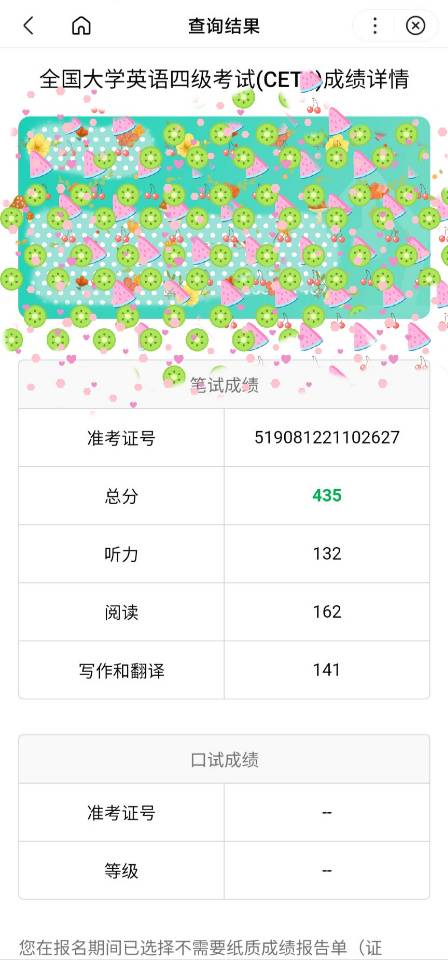 查询结果
全国大学英语四级考试(CET )成绩详情
笔试成绩
准考证号 519081221102627
总分 435
听力 132
阅读 162
写作和翻译 141
口试成绩
准考证号 --
等级 --
您在报名期间已选择不需要纸质成绩报告单（证